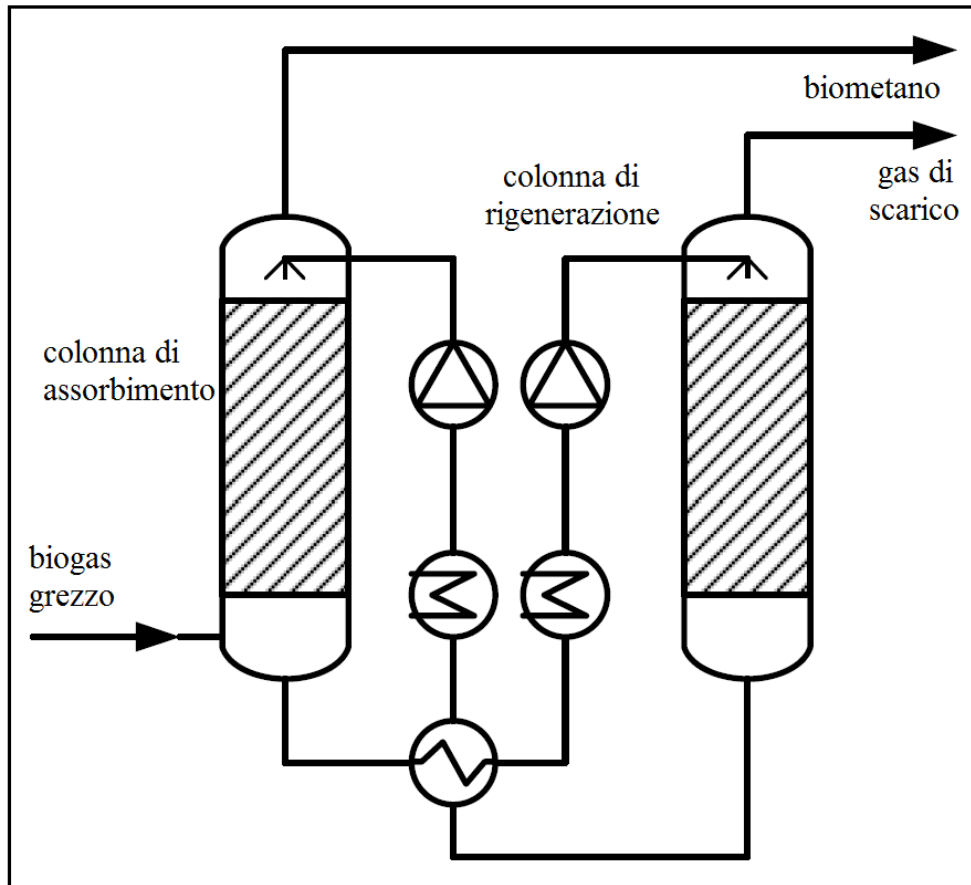 biometano
gas di
scarico
colonna di
rigenerazione
colonna di
assorbimento
biogas
grezzo